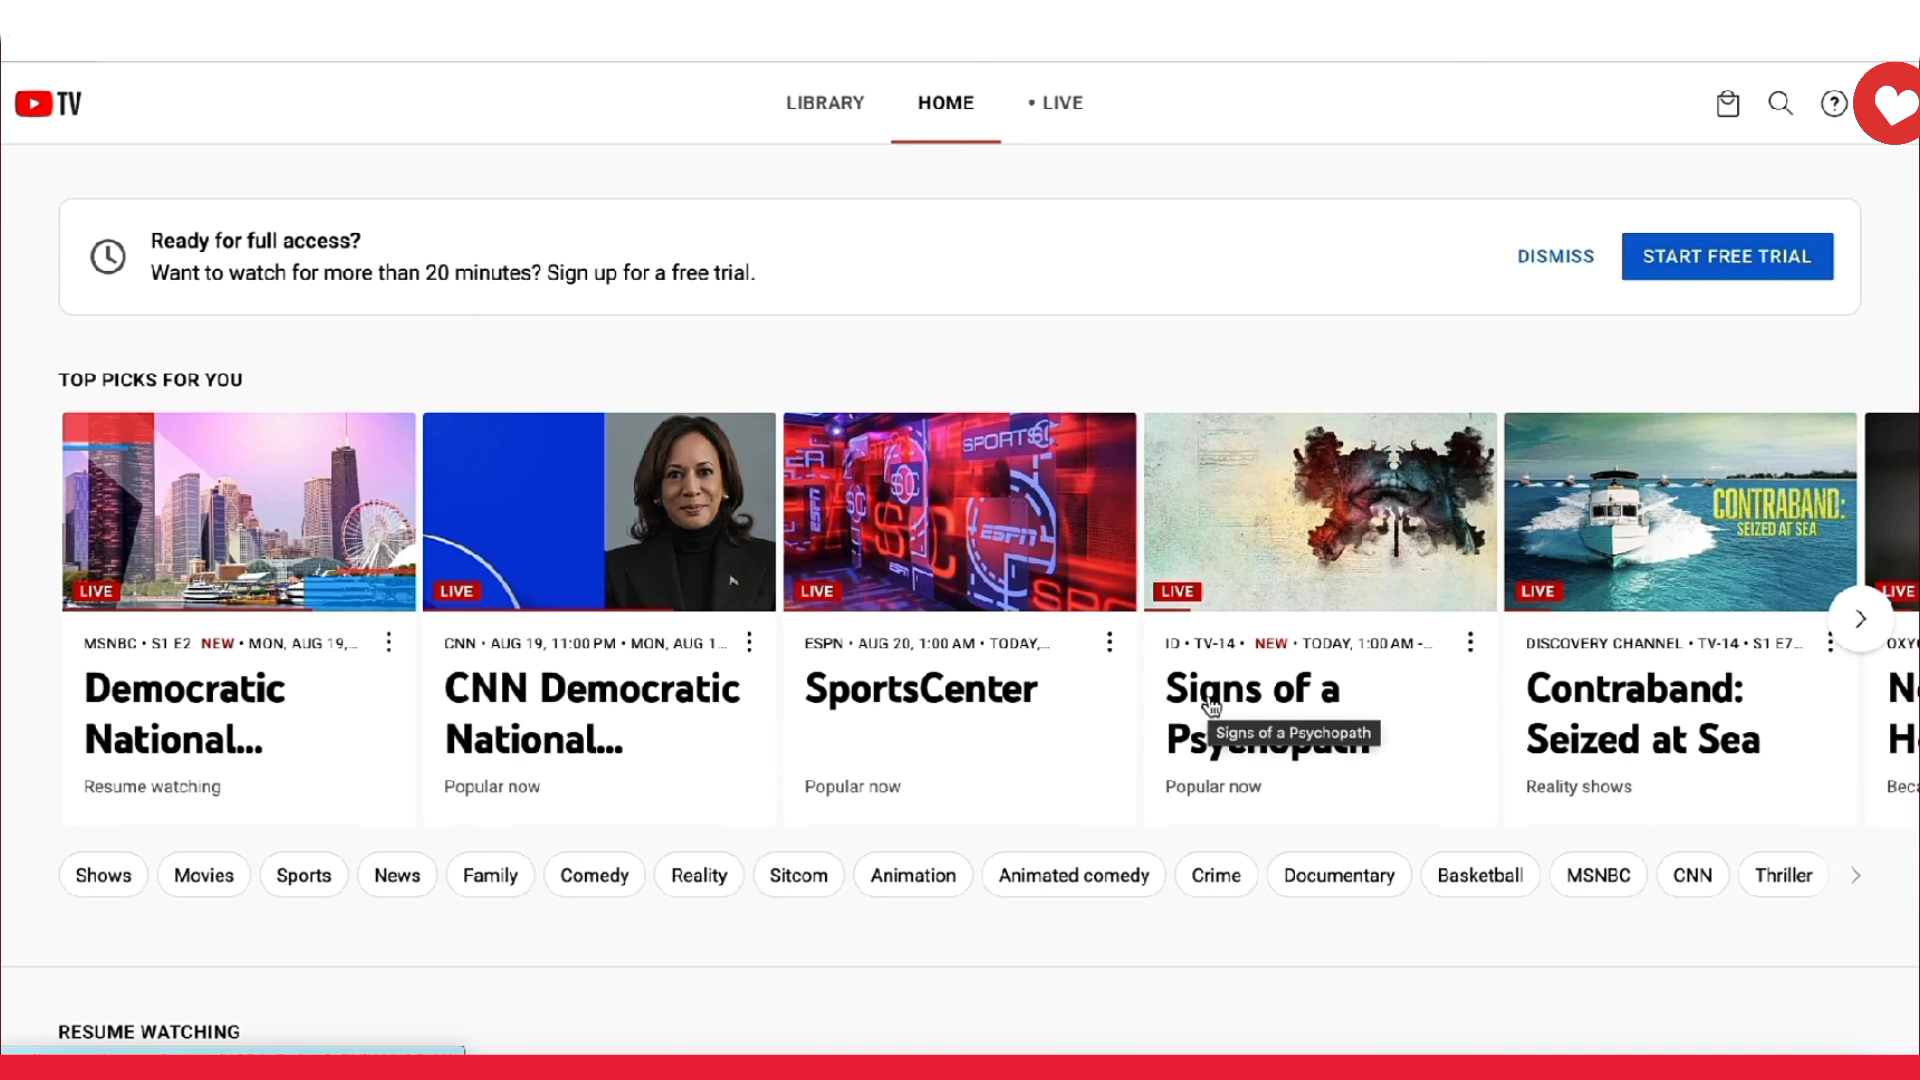 TV
LIBRARY
HOME
• LIVE
Ready for full access?
Want to watch for more than 20 minutes? Sign up for a free trial.
DISMISS
START FREE TRIAL
TOP PICKS FOR YOU
SPORTSC
ESPN
CONTRABAND:
SEIZED AT SEA
LIVE
LIVE
LIVE
LIVE
LIVE
LIVE
MSNBC • S1 E2 NEW • MON, AUG 19,...
Democratic
National...
Resume watching
CNN • AUG 19, 11:00 PM • MON, AUG 1...
CNN Democratic
National...
Popular now
ESPN • AUG 20, 1:00 AM • TODAY,...
SportsCenter
Popular now
ID • TV-14 • NEW • TODAY, 1:00 AM -...
Signs of a
Psychopath
Signs of a Psychopath
Popular now
DISCOVERY CHANNEL • TV-14 • S1 E7...
Contraband:
Seized at Sea
Reality shows
Shows
Movies
Sports
News
Family
Comedy
Reality
Sitcom
Animation
Animated comedy
Crime
Documentary
Basketball
MSNBC
CNN
Thriller
RESUME WATCHING